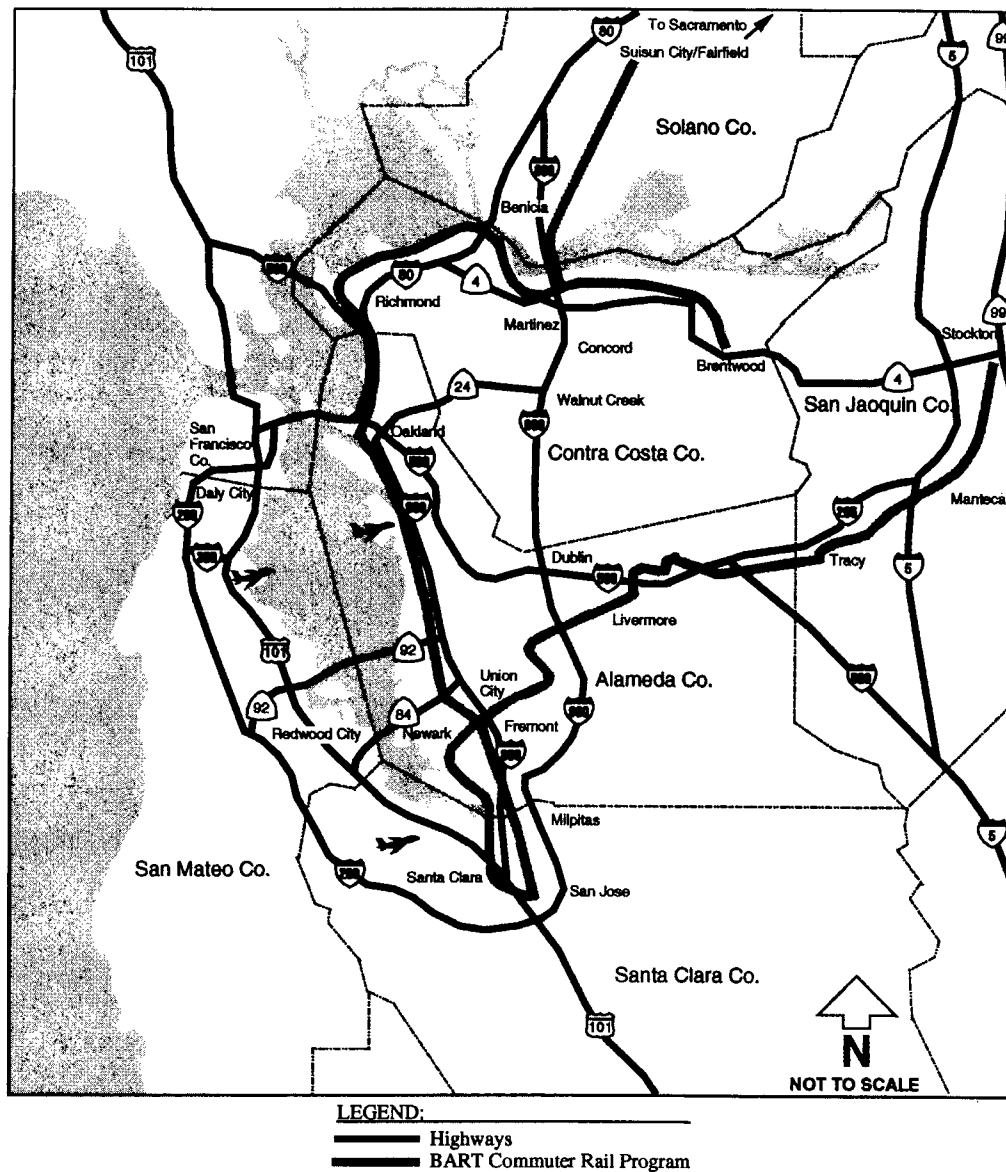 To Sacramento
80
Suisun City/Fairfield
99
101
5
Solano Co.
Benicia
80
4
Richmond
99
Martinez
Stockton
Concord
Brentwood
24
4
Walnut Creek
San Jaoquin Co.
San
Francisco
Co.
Oakland
Contra Costa Co.
Daly City
Manteca
Dublin
Tracy
5
Livermore
101
92
Union
City
Alameda Co.
92
84
Redwood City
Newark
Fremont
Milpitas
5
San Mateo Co.
Santa Clara
San Jose
Santa Clara Co.
101
N
NOT TO SCALE
LEGEND:
Highways
BART Commuter Rail Program